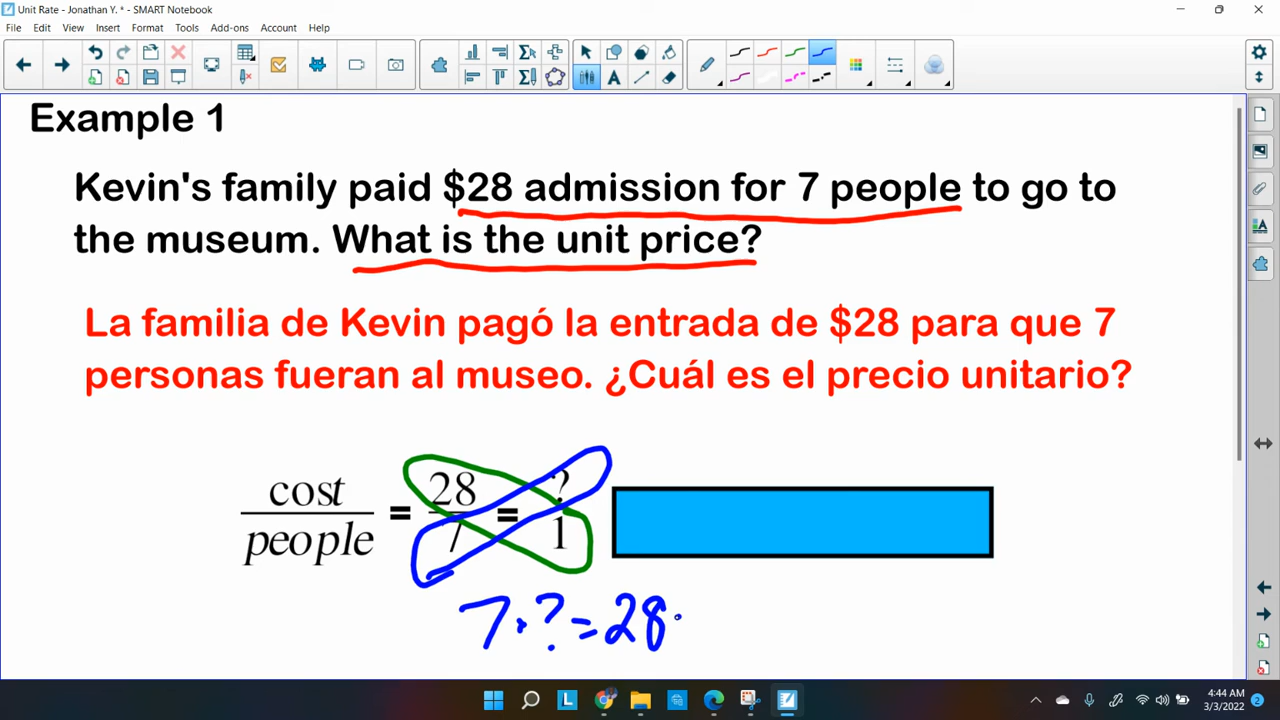 Unit Rate - Jonathan Y. * - SMART Notebook
File Edit View Insert Format Tools Add-ons Account Help
Example 1
Kevin's family paid $28 admission for 7 people to go to
the museum. What is the unit price?
La familia de Kevin pagó la entrada de $28 para que 7
personas fueran al museo. ¿Cuál es el precio unitario?
cost = 28 = ?
people 7 1
7 · ? = 28 ·
4:44 AM
3/3/2022